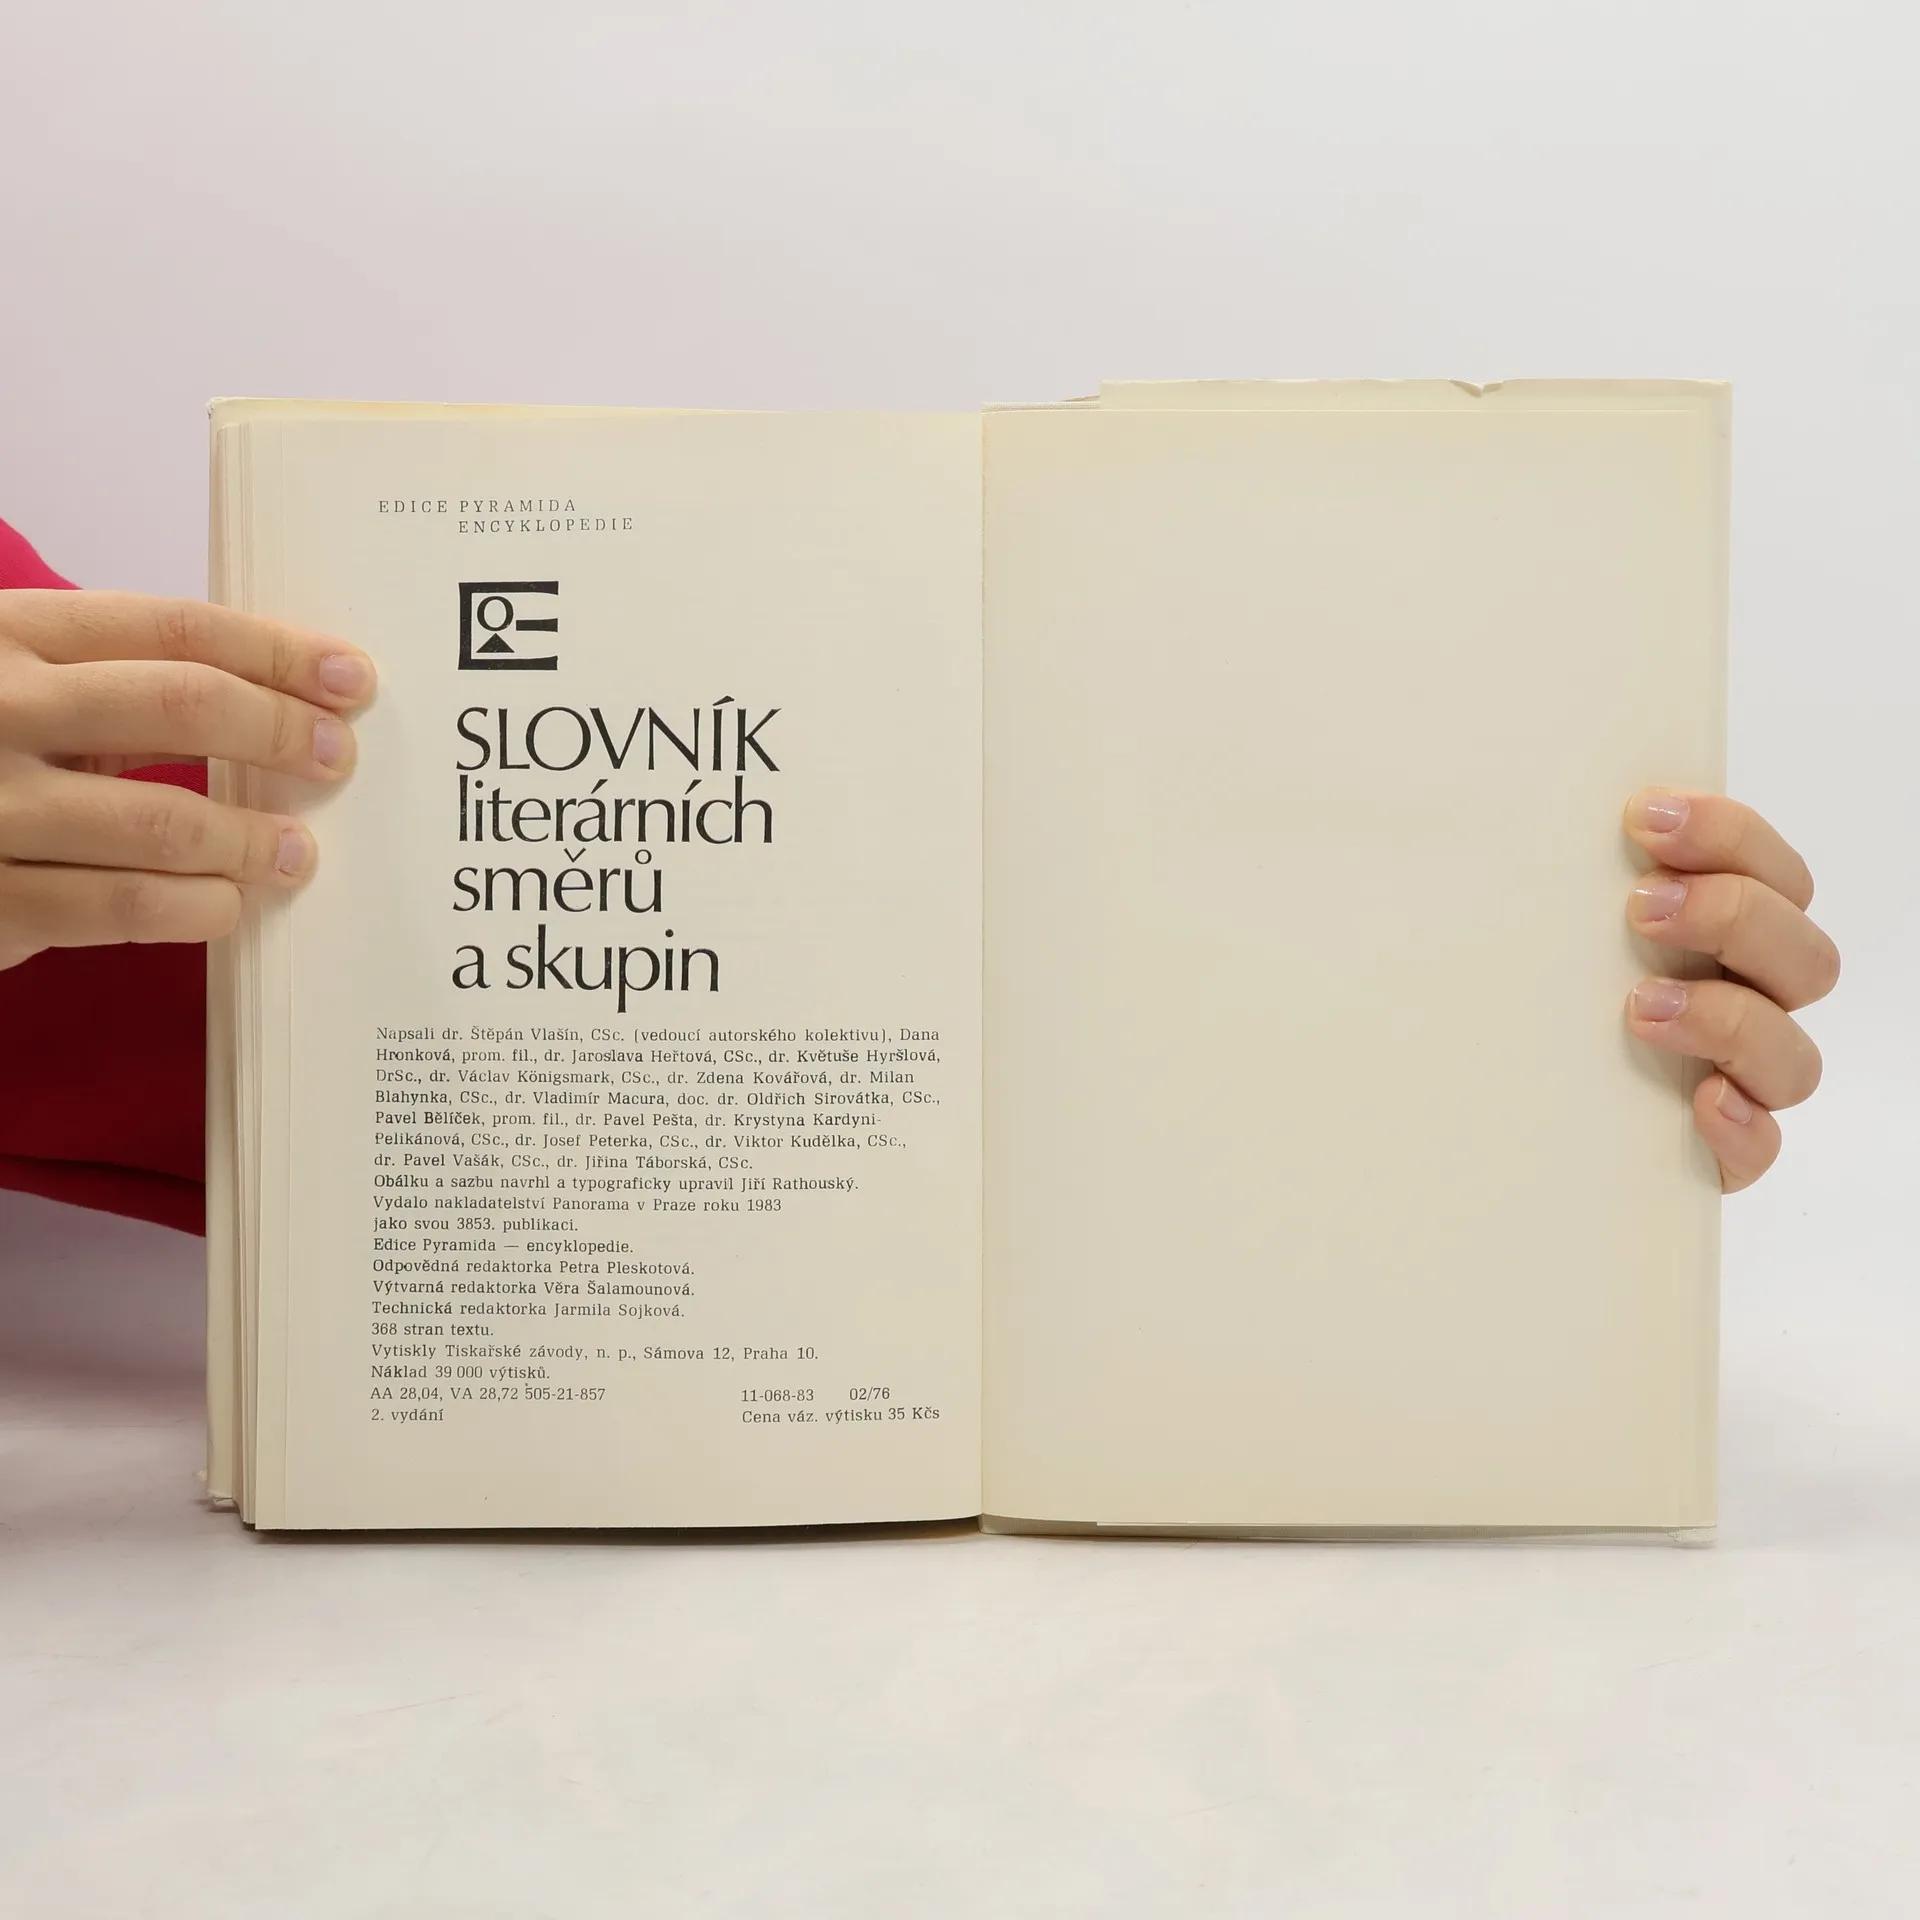 EDICE PYRAMIDA
ENCYKLOPEDIE
SLOVNÍK
literárních
směrů
a skupin
Napsali dr. Štěpán Vlašín, CSc. (vedoucí autorského kolektivu), Dana
Hronková, prom. fil., dr. Jaroslava Heřtová, CSc., dr. Květuše Hyršlová,
DrSc., dr. Václav Königsmark, CSc., dr. Zdena Kovářová, dr. Milan
Blahynka, CSc., dr. Vladimír Macura, doc. dr. Oldřich Sirovátka, CSc.,
Pavel Bělíček, prom. fil., dr. Pavel Pešta, dr. Krystyna Kardyni-
Pelikánová, CSc., dr. Josef Peterka, CSc., dr. Viktor Kudělka, CSc.,
dr. Pavel Vašák, CSc., dr. Jiřina Táborská, CSc.
Obálku a sazbu navrhl a typograficky upravil Jiří Rathouský.
Vydalo nakladatelství Panorama v Praze roku 1983
jako svou 3853. publikaci.
Edice Pyramida — encyklopedie.
Odpovědná redaktorka Petra Pleskotová.
Výtvarná redaktorka Věra Šalamounová.
Technická redaktorka Jarmila Sojková.
368 stran textu.
Vytiskly Tiskařské závody, n. p., Sámova 12, Praha 10.
Náklad 39 000 výtisků.
AA 28,04, VA 28,72 505-21-857 11-068-83 02/76
2. vydání Cena váz. výtisku 35 Kčs